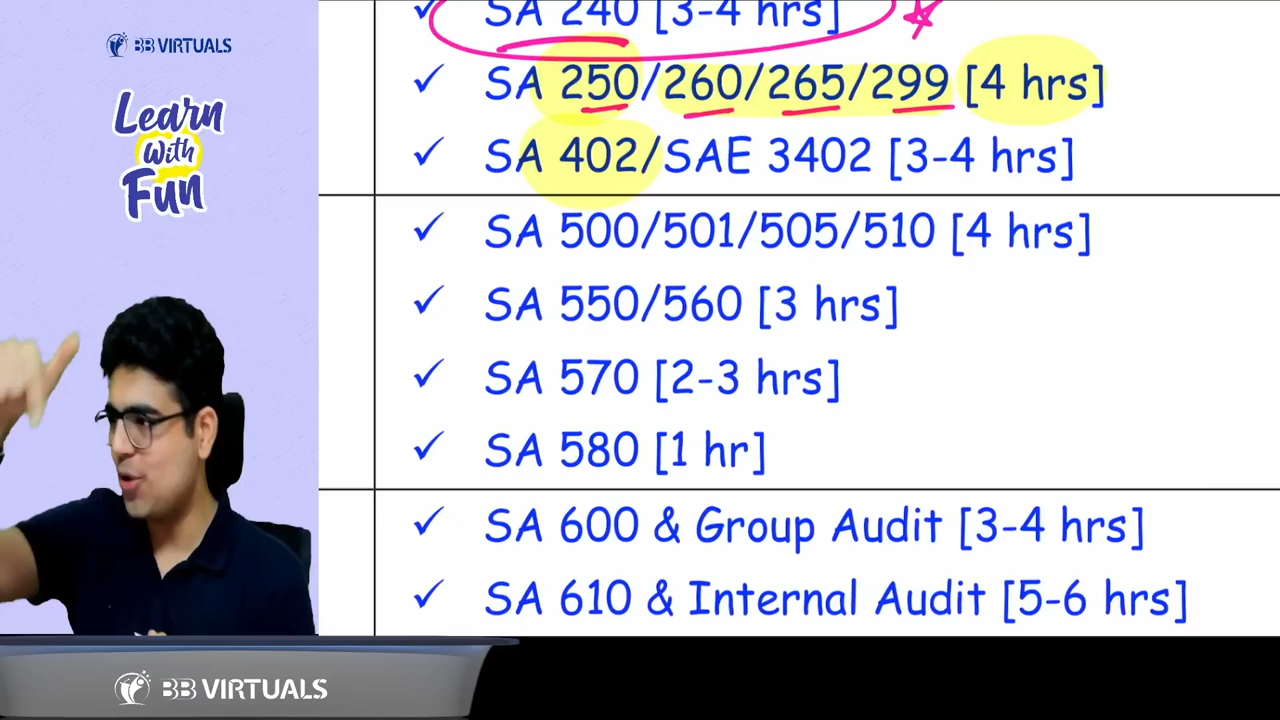 BB VIRTUALS
Learn
With
Fun
✓ SA 240 [3-4 hrs]
✓ SA 250/260/265/299 [4 hrs]
✓ SA 402/SAE 3402 [3-4 hrs]
✓ SA 500/501/505/510 [4 hrs]
✓ SA 550/560 [3 hrs]
✓ SA 570 [2-3 hrs]
✓ SA 580 [1 hr]
✓ SA 600 & Group Audit [3-4 hrs]
✓ SA 610 & Internal Audit [5-6 hrs]
BB VIRTUALS